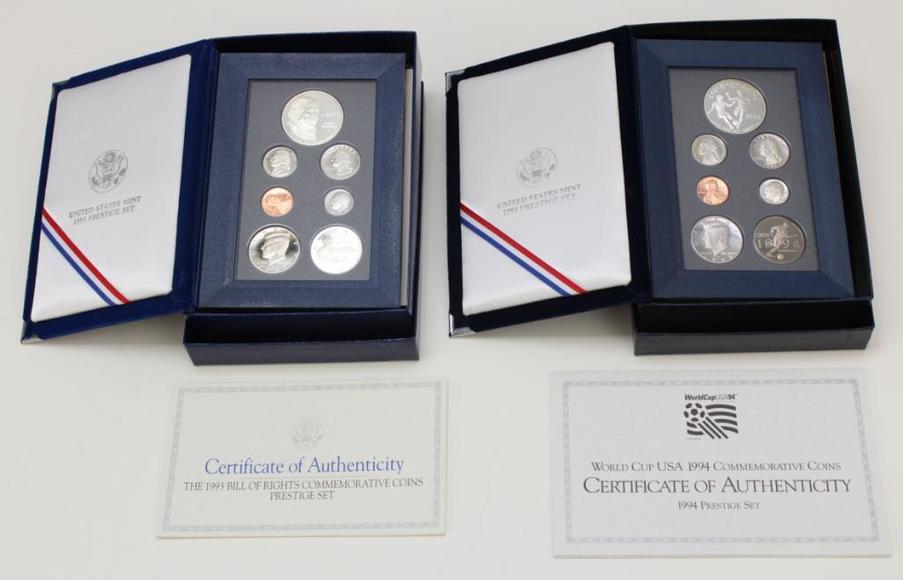 UNITED STATES MINT
1993 PRESTIGE SET
UNITED STATES MINT
1994 PRESTIGE SET
1994
Certificate of Authenticity
THE 1993 BILL OF RIGHTS COMMEMORATIVE COINS
PRESTIGE SET
WorldCupUSA94
WORLD CUP USA 1994 COMMEMORATIVE COINS
CERTIFICATE OF AUTHENTICITY
1994 PRESTIGE SET